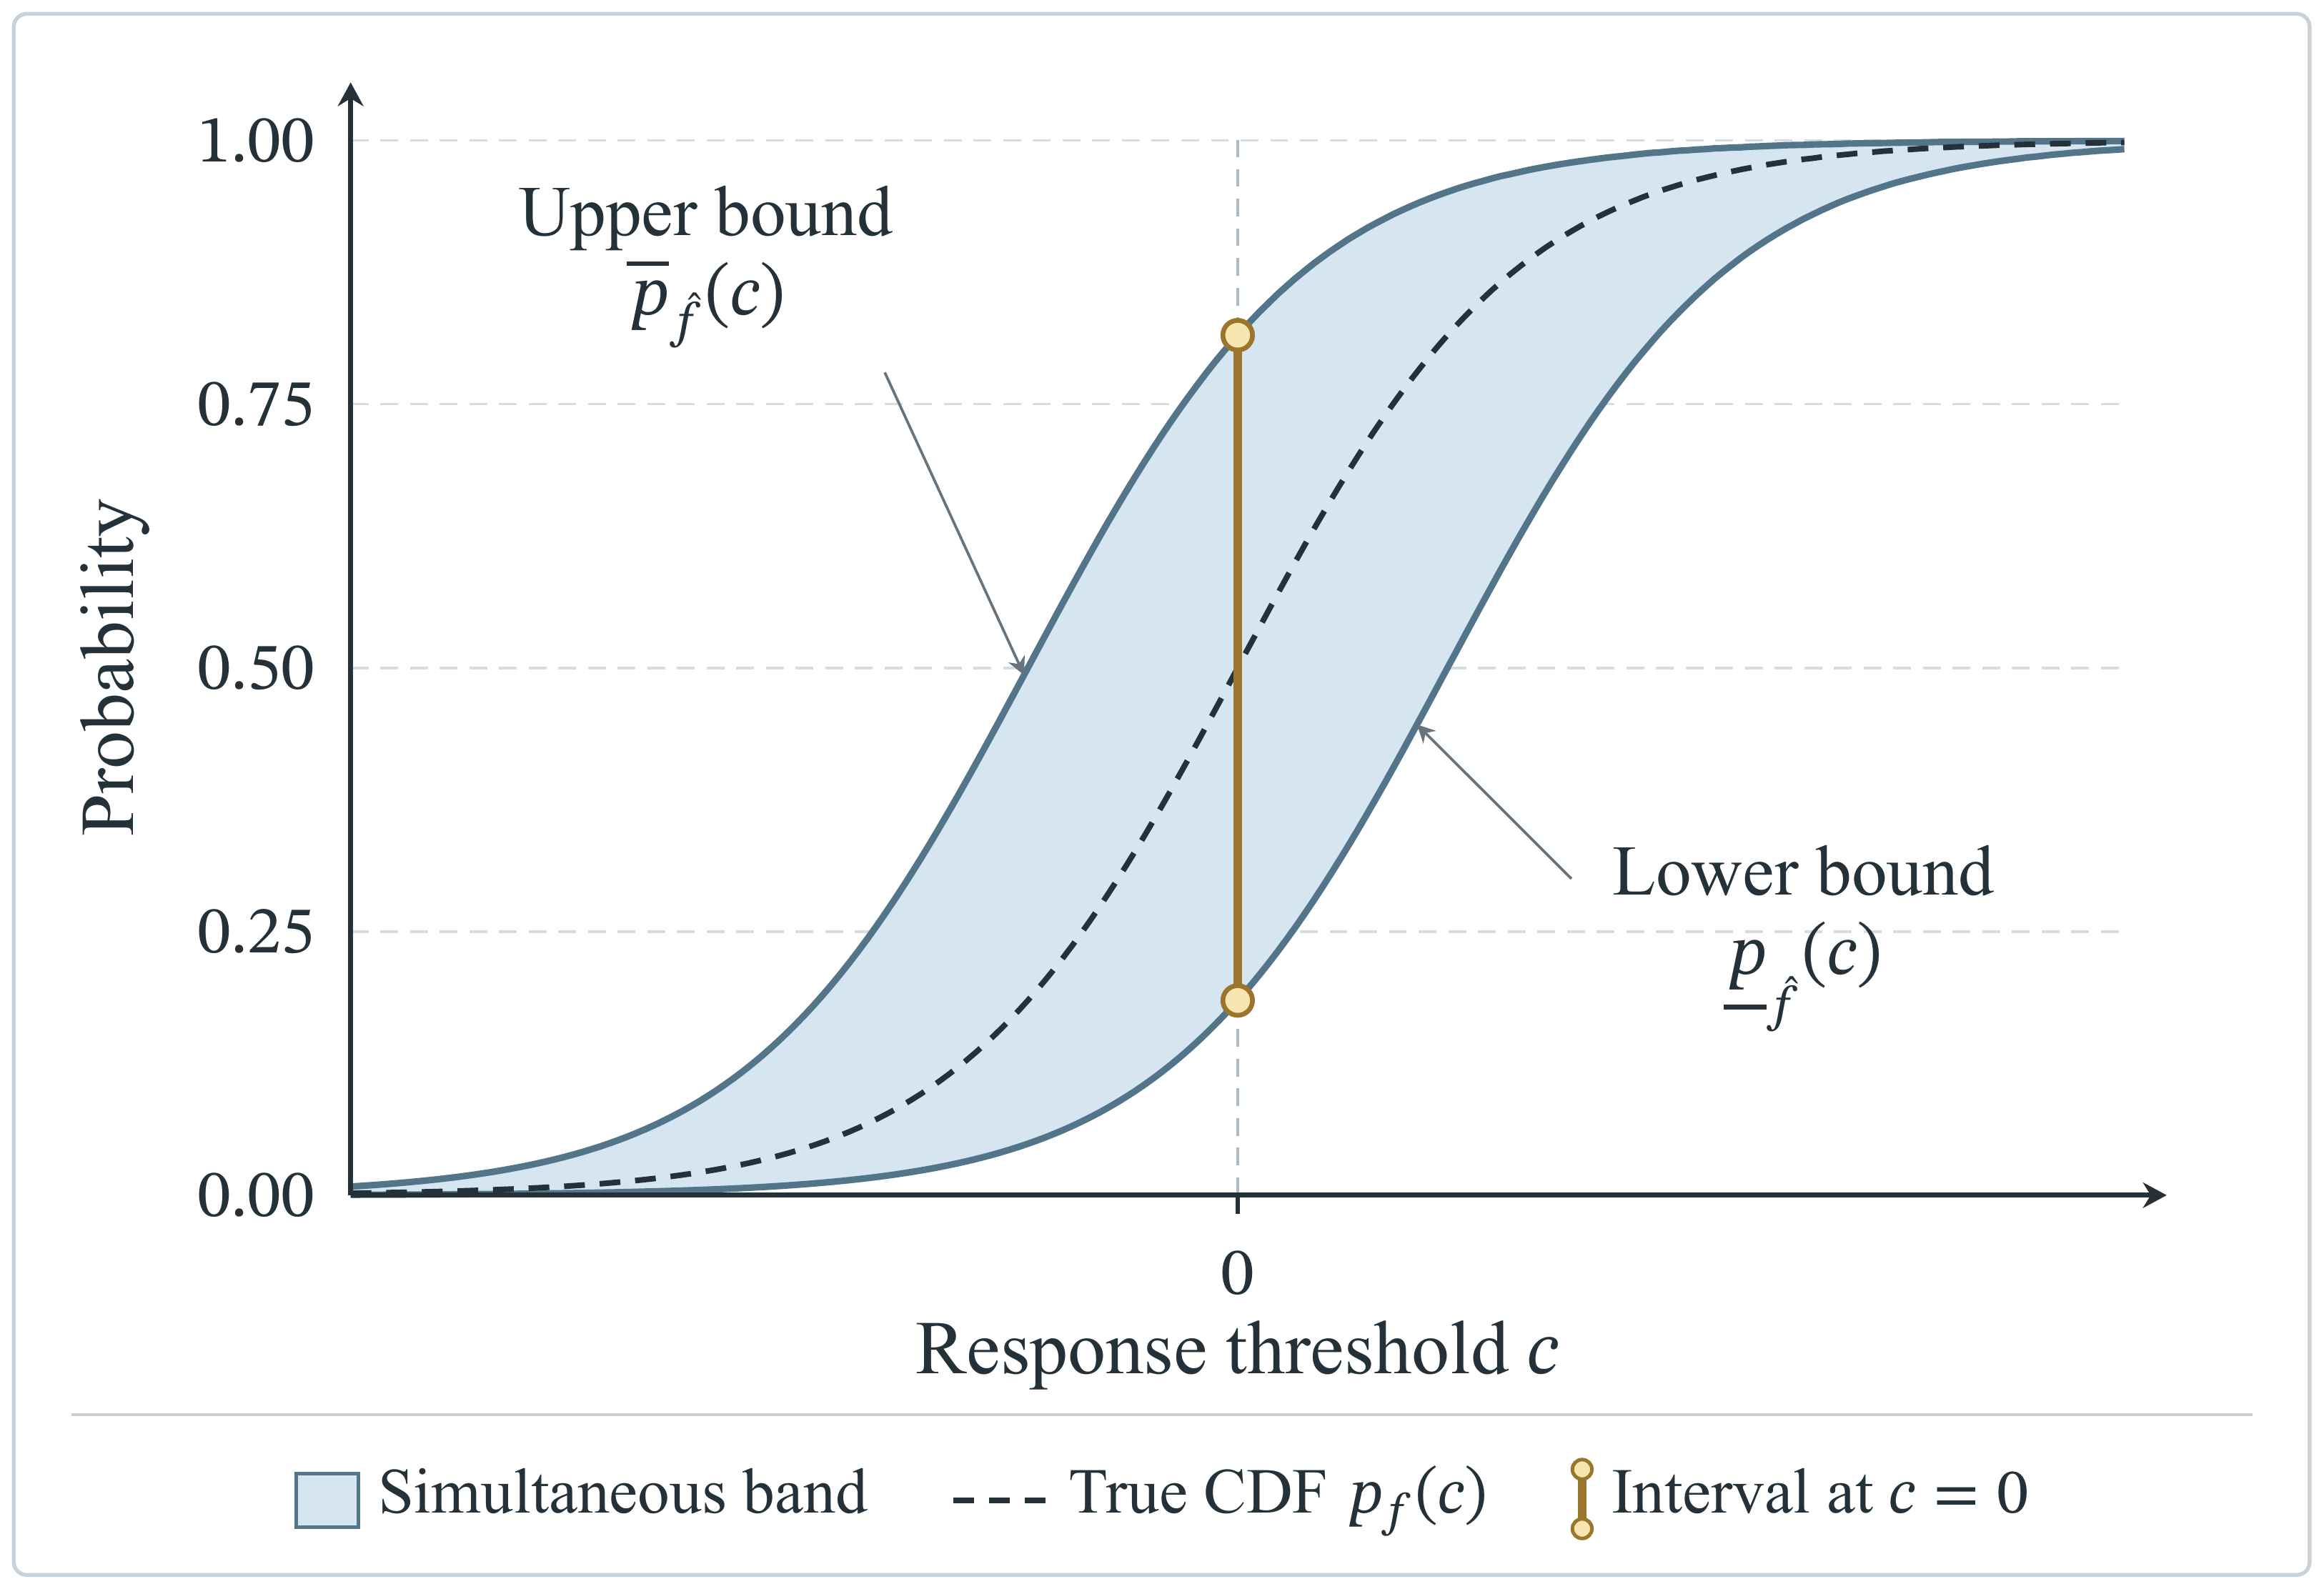 1.00
Upper bound
p̅_f̂(c)
0.75
0.50
Probability
Lower bound
0.25
p̲_f̂(c)
0.00
0
Response threshold c
Simultaneous band
True CDF p_f(c)
Interval at c = 0